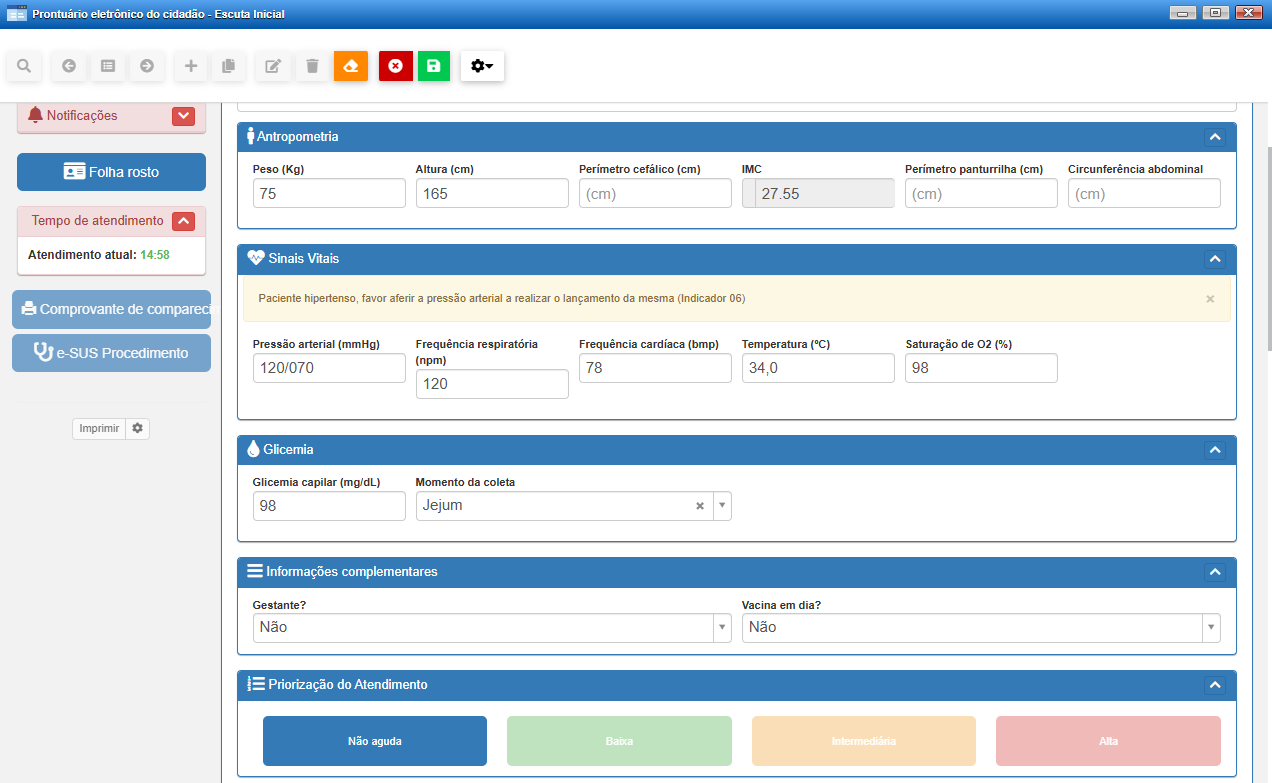 Prontuário eletrônico do cidadão - Escuta Inicial
Notificações
Folha rosto
Tempo de atendimento
Atendimento atual: 14:58
Comprovante de compareci
e-SUS Procedimento
Imprimir
Antropometria
Peso (Kg) Altura (cm) Perímetro cefálico (cm) IMC Perímetro panturrilha (cm) Circunferência abdominal
75 165 (cm) 27.55 (cm) (cm)
Sinais Vitais
Paciente hipertenso, favor aferir a pressão arterial a realizar o lançamento da mesma (Indicador 06) ×
Pressão arterial (mmHg) Frequência respiratória (npm) Frequência cardíaca (bmp) Temperatura (ºC) Saturação de O2 (%)
120/070 120 78 34,0 98
Glicemia
Glicemia capilar (mg/dL) Momento da coleta
98 Jejum ×
Informações complementares
Gestante? Vacina em dia?
Não Não
Priorização do Atendimento
Não aguda Baixa Intermediária Alta